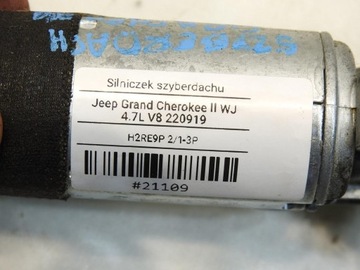 Silniczek szyberdachu
Jeep Grand Cherokee II WJ
4.7L V8 220919
H2RE9P 2/1-3P
#21109